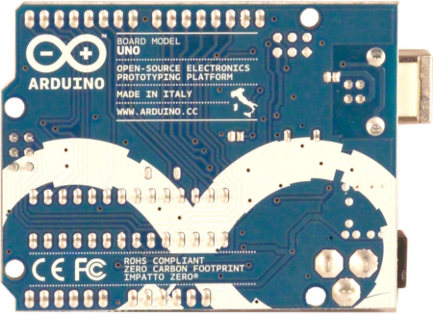 BOARD MODEL
UNO
ARDUINO
™
OPEN-SOURCE ELECTRONICS
PROTOTYPING PLATFORM
MADE IN ITALY
WWW.ARDUINO.CC
CE FC
ROHS COMPLIANT
ZERO CARBON FOOTPRINT
IMPATTO ZERO®